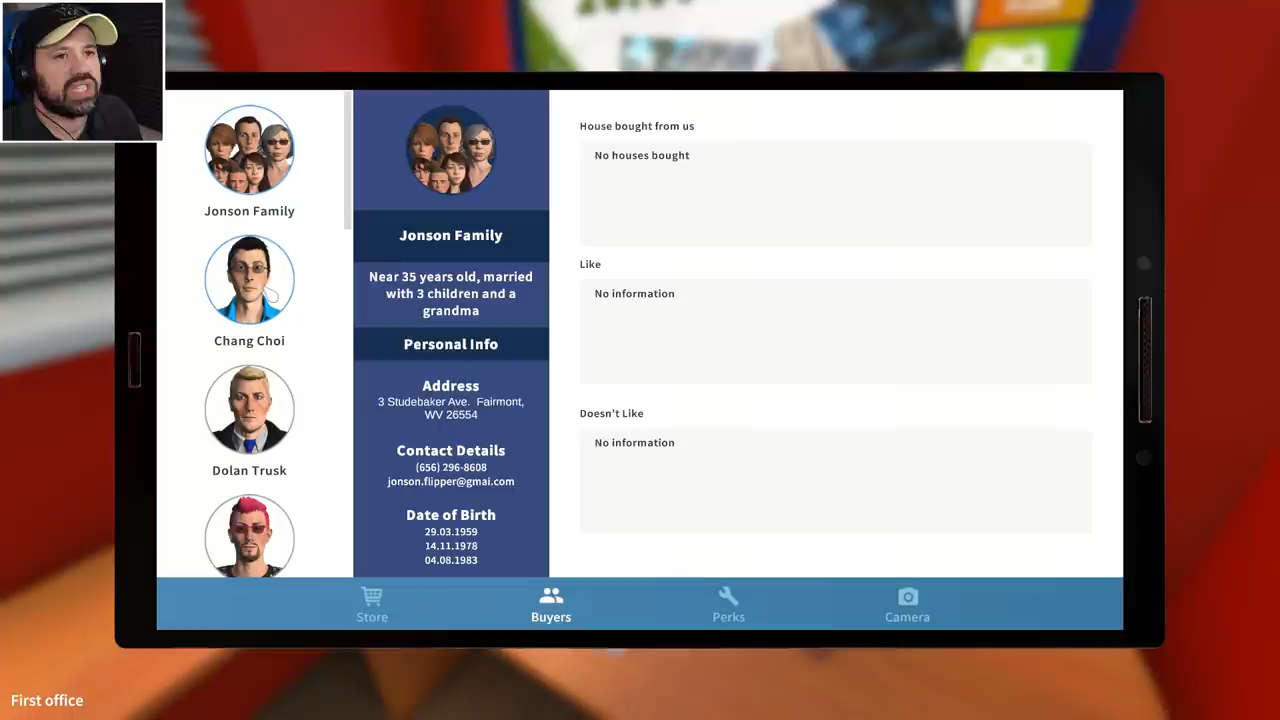 Jonson Family
Chang Choi
Dolan Trusk
Jonson Family
Near 35 years old, married
with 3 children and a
grandma
Personal Info
Address
3 Studebaker Ave.  Fairmont,
WV 26554
Contact Details
(656) 296-8608
jonson.flipper@gmai.com
Date of Birth
29.03.1959
14.11.1978
04.08.1983
House bought from us
No houses bought
Like
No information
Doesn't Like
No information
Store
Buyers
Perks
Camera
First office